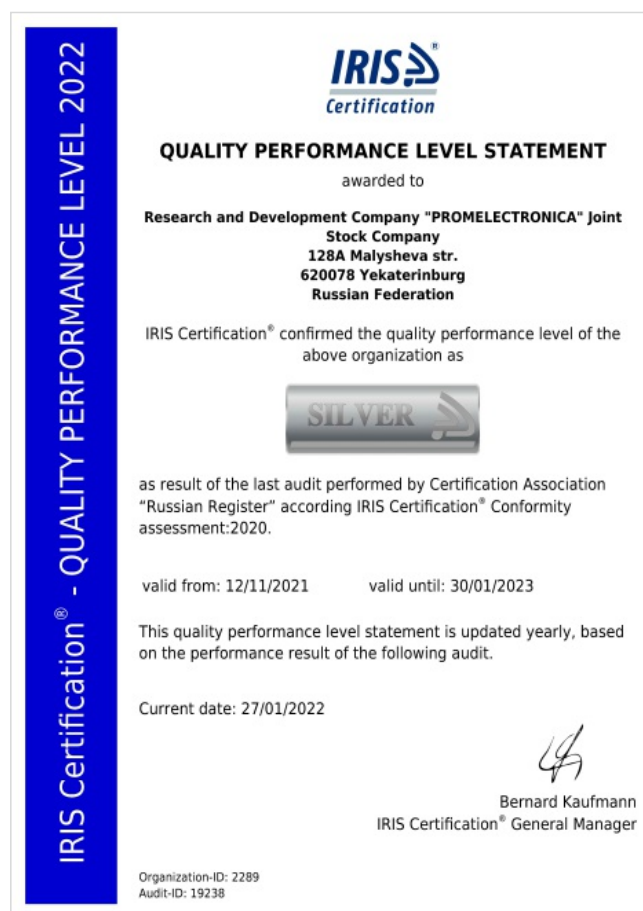 IRIS Certification® - QUALITY PERFORMANCE LEVEL 2022
IRIS®
Certification
QUALITY PERFORMANCE LEVEL STATEMENT
awarded to
Research and Development Company "PROMELECTRONICA" Joint
Stock Company
128A Malysheva str.
620078 Yekaterinburg
Russian Federation
IRIS Certification® confirmed the quality performance level of the
above organization as
SILVER
as result of the last audit performed by Certification Association
“Russian Register” according IRIS Certification® Conformity
assessment:2020.
valid from: 12/11/2021 valid until: 30/01/2023
This quality performance level statement is updated yearly, based
on the performance result of the following audit.
Current date: 27/01/2022
Bernard Kaufmann
IRIS Certification® General Manager
Organization-ID: 2289
Audit-ID: 19238